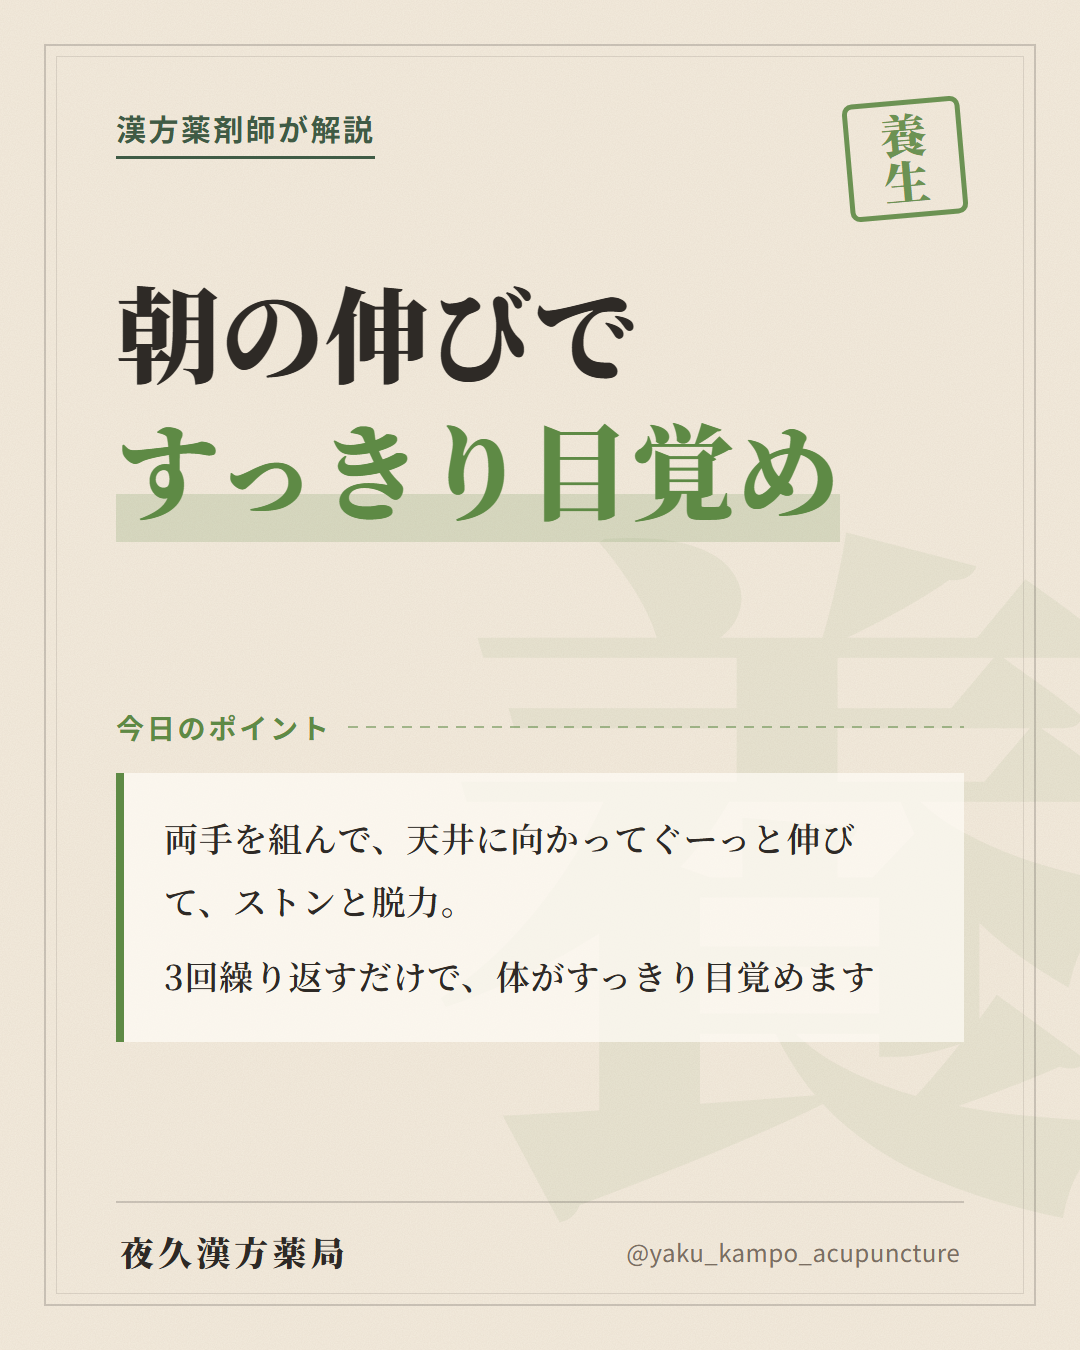 漢方薬剤師が解説
養
生
朝の伸びで
すっきり目覚め
養
今日のポイント
両手を組んで、天井に向かってぐーっと伸び
て、ストンと脱力。
3回繰り返すだけで、体がすっきり目覚めます
夜久漢方薬局
@yaku_kampo_acupuncture